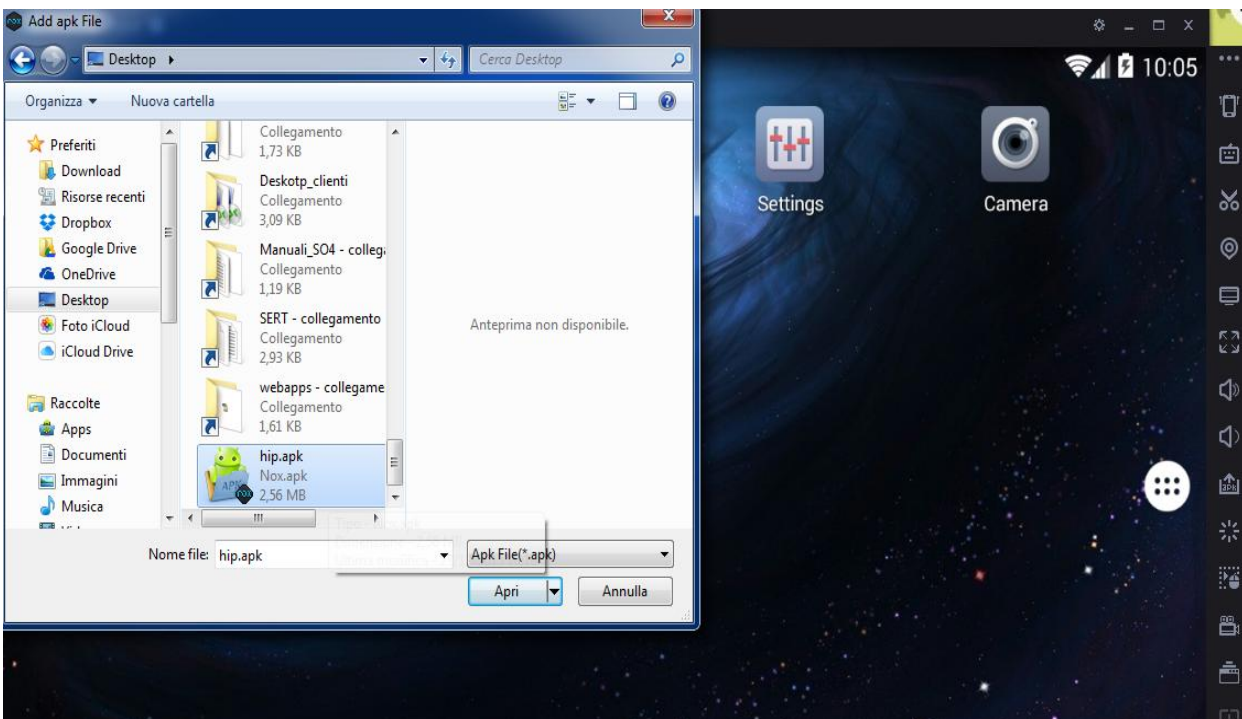 Add apk File
Desktop
Cerca Desktop
Organizza
Nuova cartella
Preferiti
Download
Risorse recenti
Dropbox
Google Drive
OneDrive
Desktop
Foto iCloud
iCloud Drive
Raccolte
Apps
Documenti
Immagini
Musica
Collegamento
1,73 KB
Deskotp_clienti
Collegamento
3,09 KB
Manuali_SO4 - colleg
Collegamento
1,19 KB
SERT - collegamento
Collegamento
2,93 KB
webapps - collegame
Collegamento
1,61 KB
APK
nox
hip.apk
Nox.apk
2,56 MB
Anteprima non disponibile.
Nome file:
hip.apk
Apk File(*.apk)
Apri
Annulla
10:05
Settings
Camera